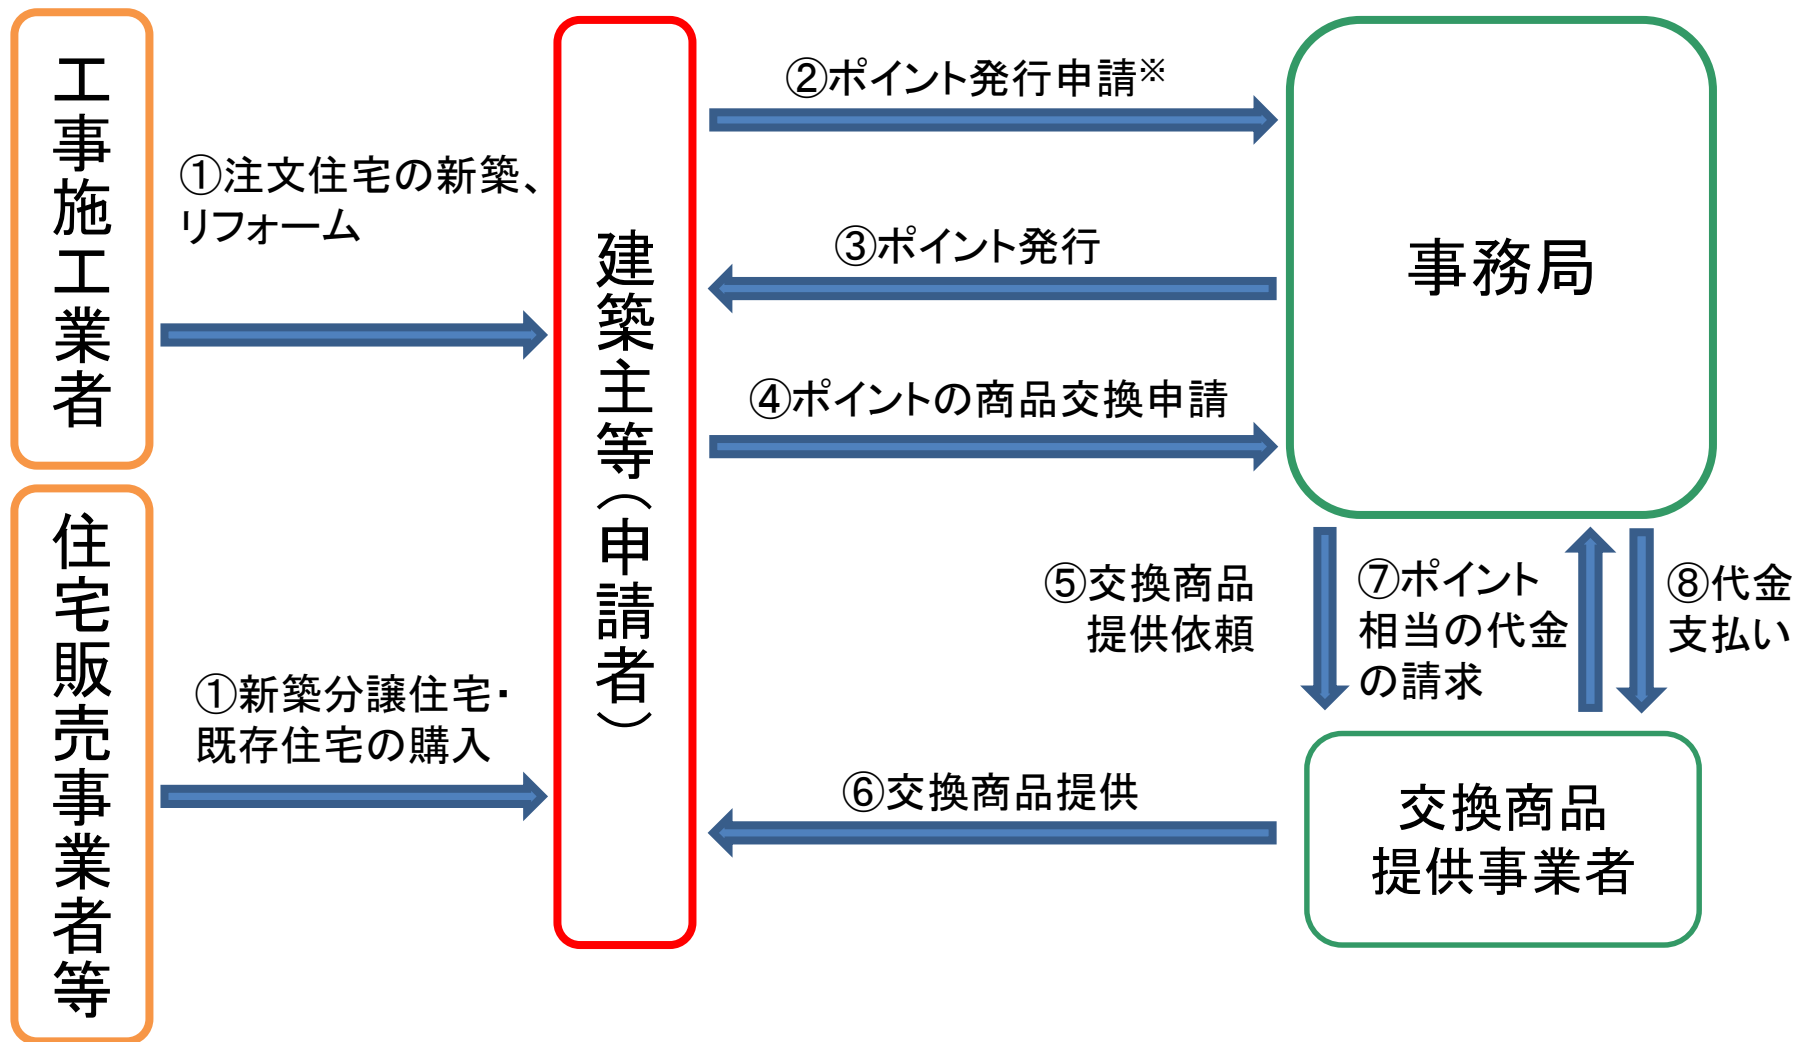 工事施工業者
①注文住宅の新築、
リフォーム
住宅販売事業者等
①新築分譲住宅・
既存住宅の購入
建築主等(申請者)
②ポイント発行申請※
③ポイント発行
④ポイントの商品交換申請
事務局
⑤交換商品
提供依頼
⑦ポイント
相当の代金
の請求
⑧代金
支払い
⑥交換商品提供
交換商品
提供事業者